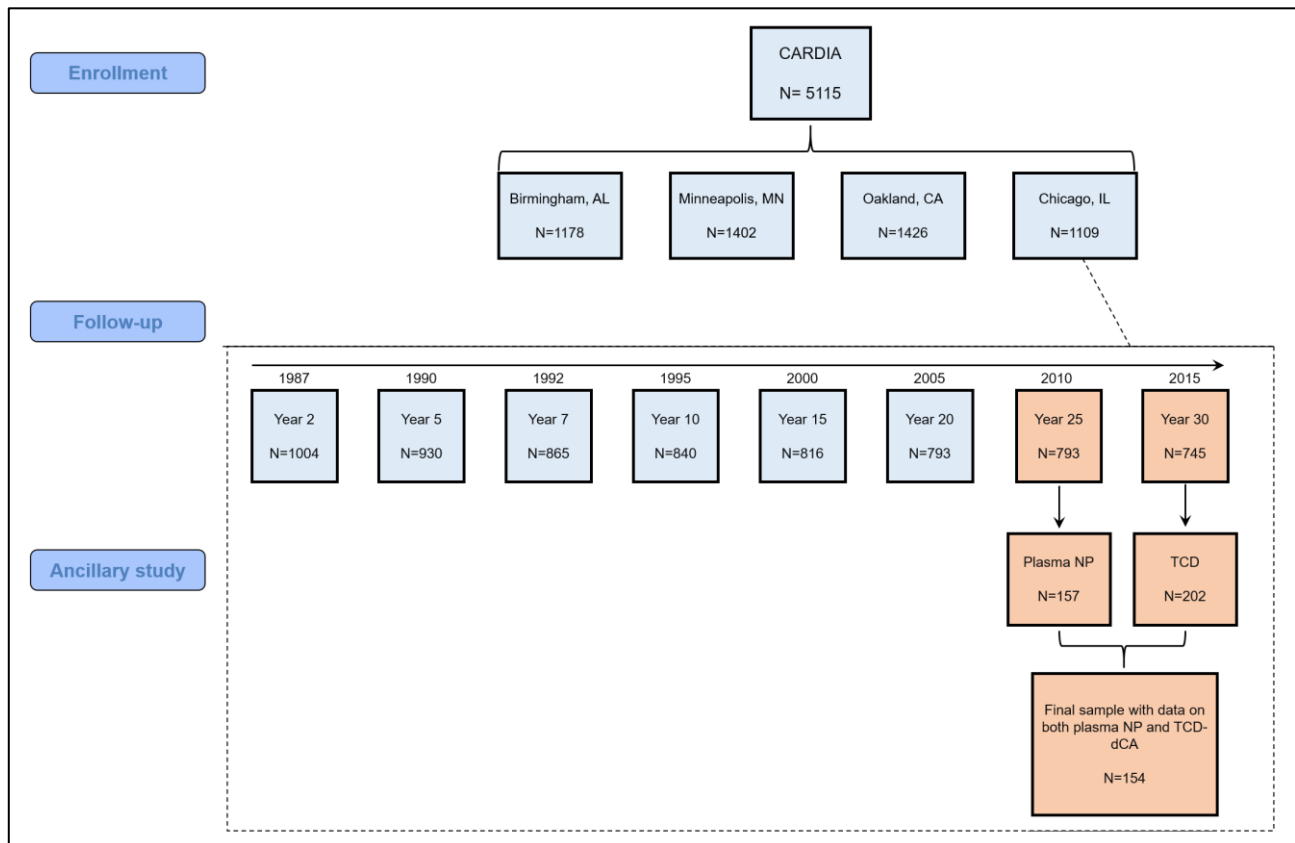 Enrollment
CARDIA
N= 5115
Birmingham, AL
N=1178
Minneapolis, MN
N=1402
Oakland, CA
N=1426
Chicago, IL
N=1109
Follow-up
1987
1990
1992
1995
2000
2005
2010
2015
Year 2
N=1004
Year 5
N=930
Year 7
N=865
Year 10
N=840
Year 15
N=816
Year 20
N=793
Year 25
N=793
Year 30
N=745
Ancillary study
Plasma NP
N=157
TCD
N=202
Final sample with data on
both plasma NP and TCD-
dCA
N=154